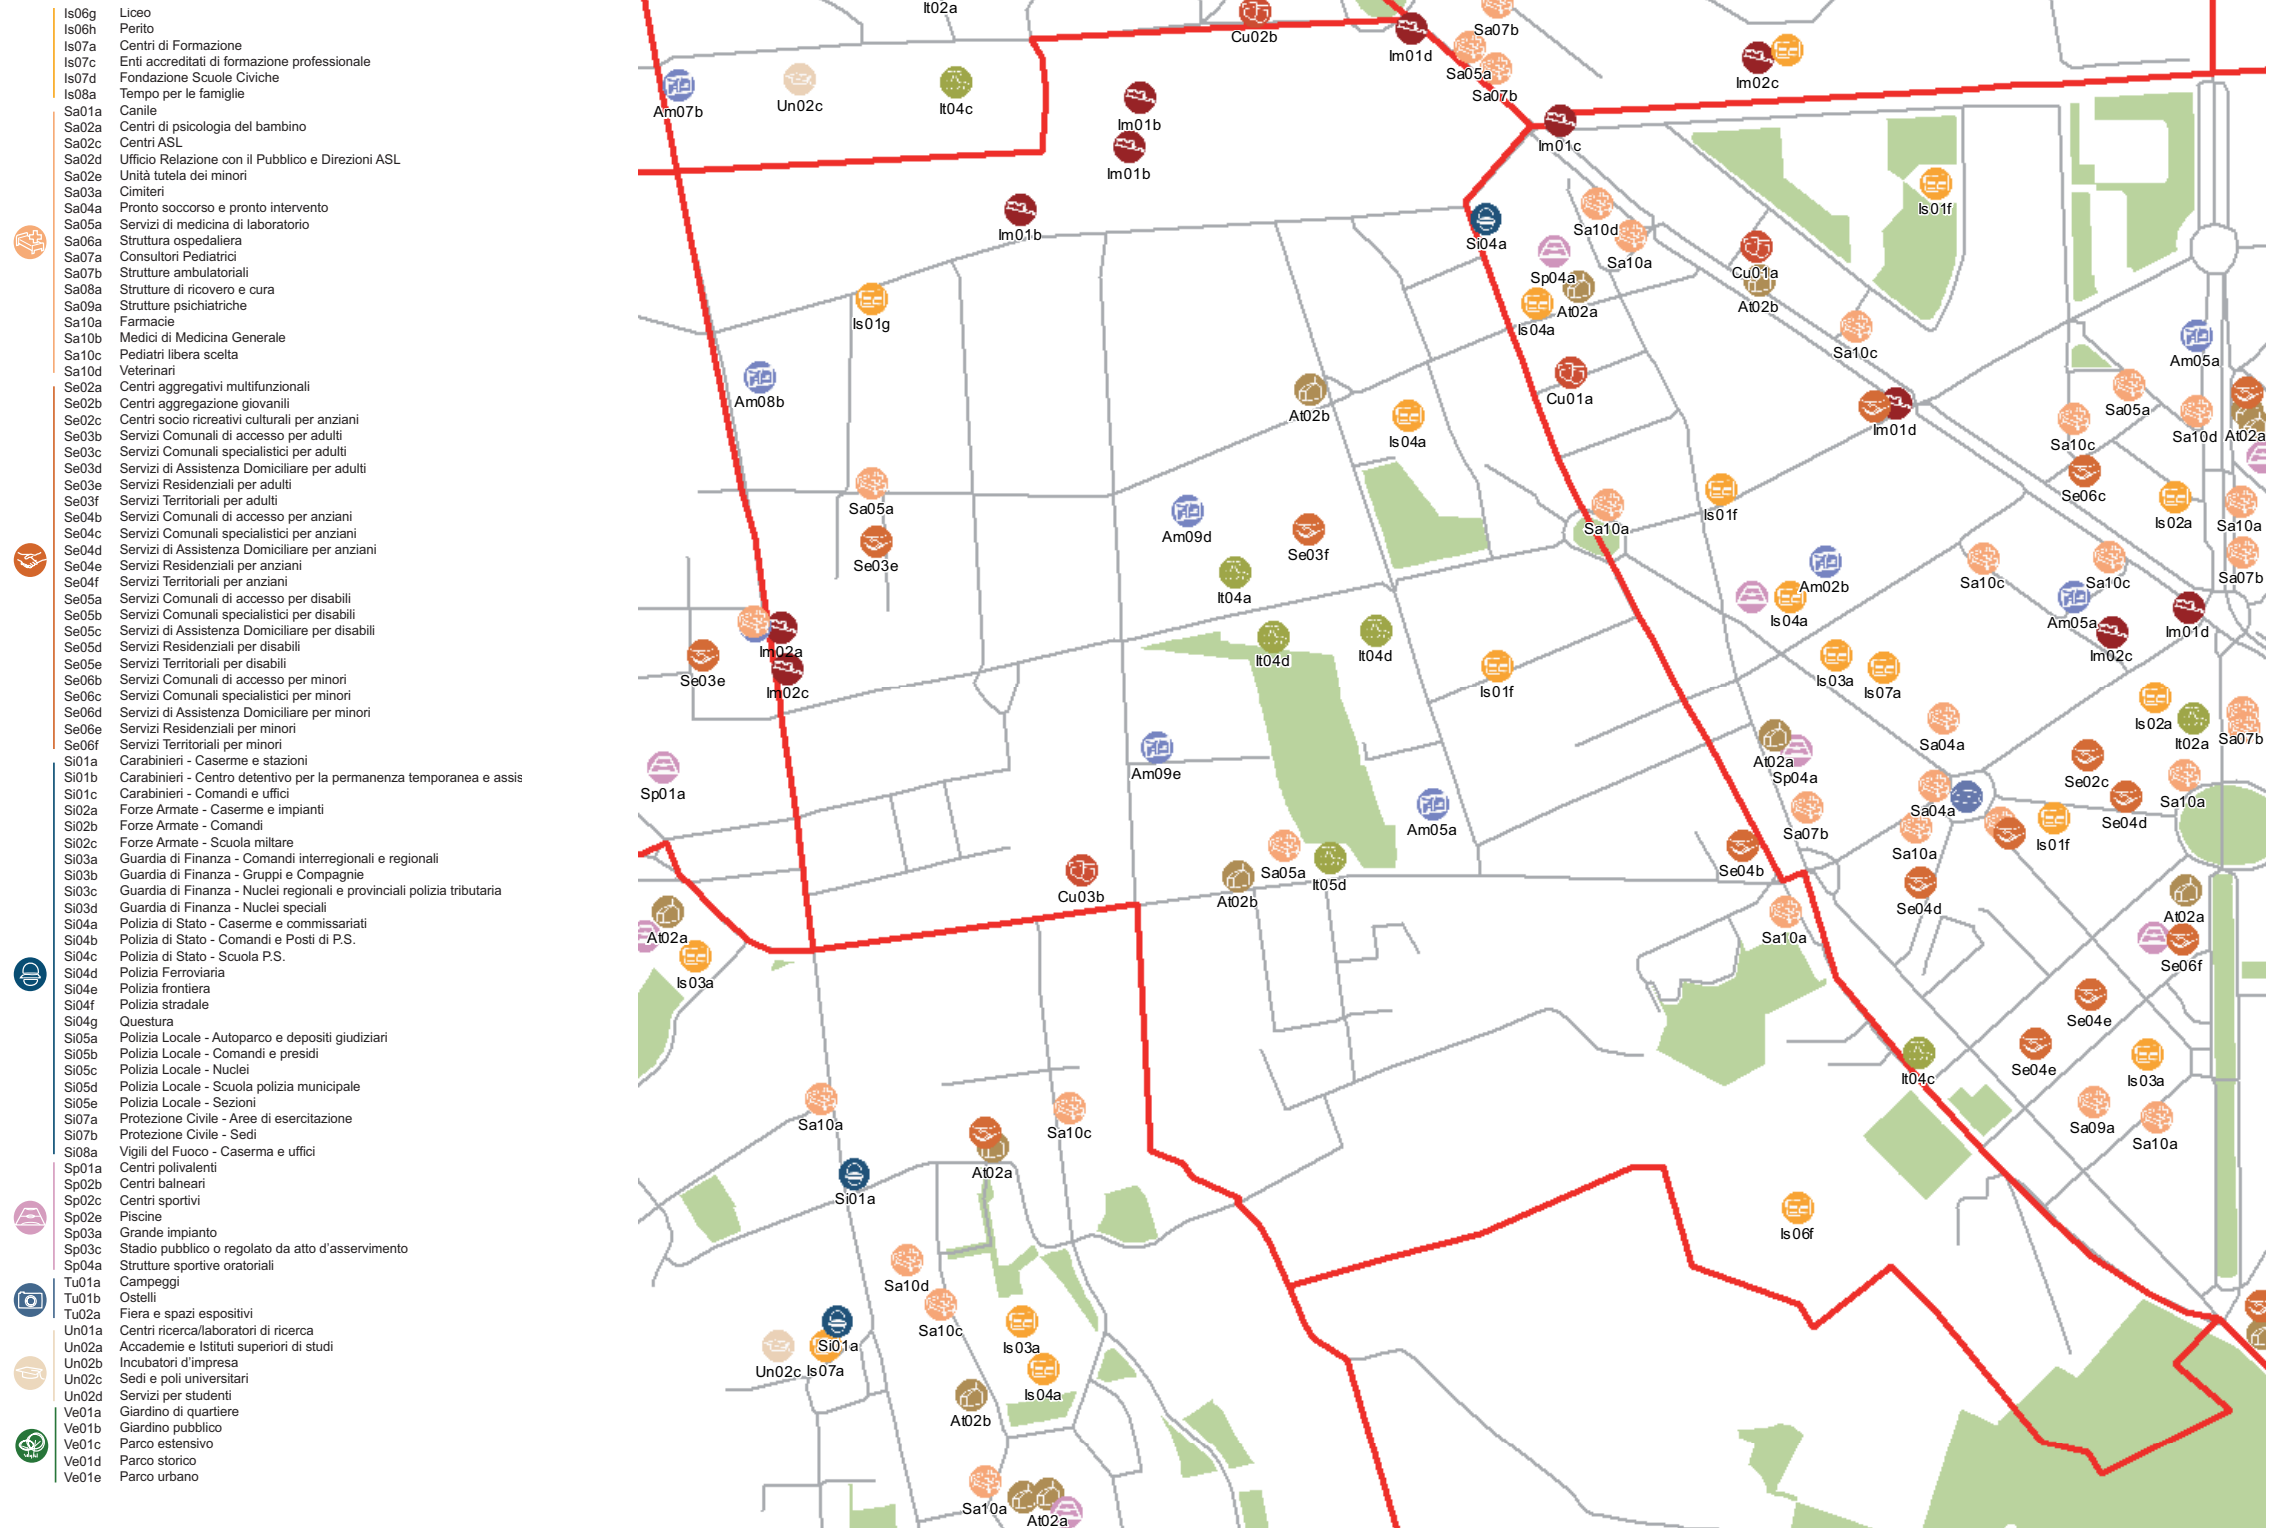 Is06g Liceo
Is06h Perito
Is07a Centri di Formazione
Is07c Enti accreditati di formazione professionale
Is07d Fondazione Scuole Civiche
Is08a Tempo per le famiglie
Sa01a Canile
Sa02a Centri di psicologia del bambino
Sa02c Centri ASL
Sa02d Ufficio Relazione con il Pubblico e Direzioni ASL
Sa02e Unità tutela dei minori
Sa03a Cimiteri
Sa04a Pronto soccorso e pronto intervento
Sa05a Servizi di medicina di laboratorio
Sa06a Struttura ospedaliera
Sa07a Consultori Pediatrici
Sa07b Strutture ambulatoriali
Sa08a Strutture di ricovero e cura
Sa09a Strutture psichiatriche
Sa10a Farmacie
Sa10b Medici di Medicina Generale
Sa10c Pediatri libera scelta
Sa10d Veterinari
Se02a Centri aggregativi multifunzionali
Se02b Centri aggregazione giovanili
Se02c Centri socio ricreativi culturali per anziani
Se03b Servizi Comunali di accesso per adulti
Se03c Servizi Comunali specialistici per adulti
Se03d Servizi di Assistenza Domiciliare per adulti
Se03e Servizi Residenziali per adulti
Se03f Servizi Territoriali per adulti
Se04b Servizi Comunali di accesso per anziani
Se04c Servizi Comunali specialistici per anziani
Se04d Servizi di Assistenza Domiciliare per anziani
Se04e Servizi Residenziali per anziani
Se04f Servizi Territoriali per anziani
Se05a Servizi Comunali di accesso per disabili
Se05b Servizi Comunali specialistici per disabili
Se05c Servizi di Assistenza Domiciliare per disabili
Se05d Servizi Residenziali per disabili
Se05e Servizi Territoriali per disabili
Se06b Servizi Comunali di accesso per minori
Se06c Servizi Comunali specialistici per minori
Se06d Servizi di Assistenza Domiciliare per minori
Se06e Servizi Residenziali per minori
Se06f Servizi Territoriali per minori
Si01a Carabinieri - Caserme e stazioni
Si01b Carabinieri - Centro detentivo per la permanenza temporanea e assis
Si01c Carabinieri - Comandi e uffici
Si02a Forze Armate - Caserme e impianti
Si02b Forze Armate - Comandi
Si02c Forze Armate - Scuola miltare
Si03a Guardia di Finanza - Comandi interregionali e regionali
Si03b Guardia di Finanza - Gruppi e Compagnie
Si03c Guardia di Finanza - Nuclei regionali e provinciali polizia tributaria
Si03d Guardia di Finanza - Nuclei speciali
Si04a Polizia di Stato - Caserme e commissariati
Si04b Polizia di Stato - Comandi e Posti di P.S.
Si04c Polizia di Stato - Scuola P.S.
Si04d Polizia Ferroviaria
Si04e Polizia frontiera
Si04f Polizia stradale
Si04g Questura
Si05a Polizia Locale - Autoparco e depositi giudiziari
Si05b Polizia Locale - Comandi e presidi
Si05c Polizia Locale - Nuclei
Si05d Polizia Locale - Scuola polizia municipale
Si05e Polizia Locale - Sezioni
Si07a Protezione Civile - Aree di esercitazione
Si07b Protezione Civile - Sedi
Si08a Vigili del Fuoco - Caserma e uffici
Sp01a Centri polivalenti
Sp02b Centri balneari
Sp02c Centri sportivi
Sp02e Piscine
Sp03a Grande impianto
Sp03c Stadio pubblico o regolato da atto d'asservimento
Sp04a Strutture sportive oratoriali
Tu01a Campeggi
Tu01b Ostelli
Tu02a Fiera e spazi espositivi
Un01a Centri ricerca/laboratori di ricerca
Un02a Accademie e Istituti superiori di studi
Un02b Incubatori d'impresa
Un02c Sedi e poli universitari
Un02d Servizi per studenti
Ve01a Giardino di quartiere
Ve01b Giardino pubblico
Ve01c Parco estensivo
Ve01d Parco storico
Ve01e Parco urbano
It02a
Cu02b
Sa07b
Im01d
Sa05a
Sa07b
Im02c
Am07b
Un02c
It04c
Im01b
Im01b
Im01c
Im01b
Is01f
Si04a
Sa10d
Sa10a
Sp04a
Cu01a
At02a
At02b
Is01g
Is04a
Sa10c
Am05a
Am08b
Cu01a
At02b
Is04a
Im01d
Sa05a
Sa10c
Sa10d
At02a
Sa05a
Se06c
Is01f
Is02a
Sa10a
Sa10a
Am09d
Se03f
Se03e
Sa10c
Sa10c
Sa07b
Am02b
It04a
Is04a
Am05a
Im01d
Im02a
Im02c
It04d
It04d
Se03e
Im02c
Is01f
Is03a
Is07a
Is02a
It02a
Sa07b
Sa04a
At02a
Sp04a
Am09e
Sp01a
Se02c
Sa10a
Sa04a
Se04d
Am05a
Sa07b
Is01f
Sa10a
Sa05a
It05d
Se04b
Cu03b
At02b
Se04d
At02a
At02a
Sa10a
Se06f
Is03a
Se04e
Se04e
It04c
Is03a
Sa10a
Sa10c
Sa09a
Sa10a
At02a
Si01a
Is06f
Sa10d
Sa10c
Si01a
Is03a
Un02c
Is07a
Is04a
At02b
Sa10a
At02a